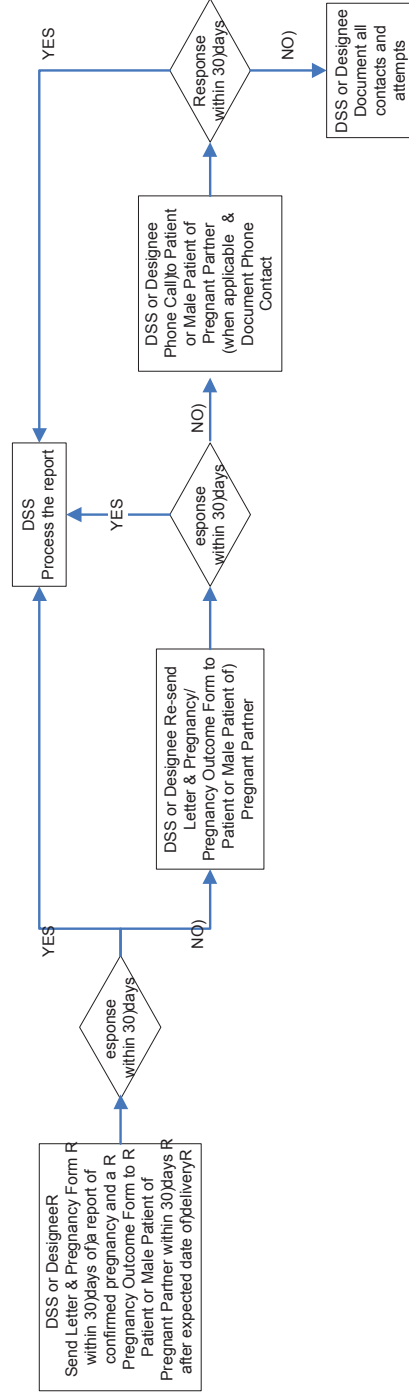 DSS or DesigneeR
Send Letter & Pregnancy Form R
within 30)days of)a report of
confirmed pregnancy and a R
Pregnancy Outcome Form to R
Patient or Male Patient of
Pregnant Partner within 30)days R
after expected date of)deliveryR
esponse
within 30)days
YES
NO)
DSS or Designee Re-send
Letter & Pregnancy/
Pregnancy Outcome Form to
Patient or Male Patient of)
Pregnant Partner
DSS
Process the report
esponse
within 30)days
YES
NO)
DSS or Designee
Phone Call)to Patient
or Male Patient of
Pregnant Partner
(when applicable &
Document Phone
Contact
Response
within 30)days
YES
NO)
DSS or Designee
Document all
contacts and
attempts